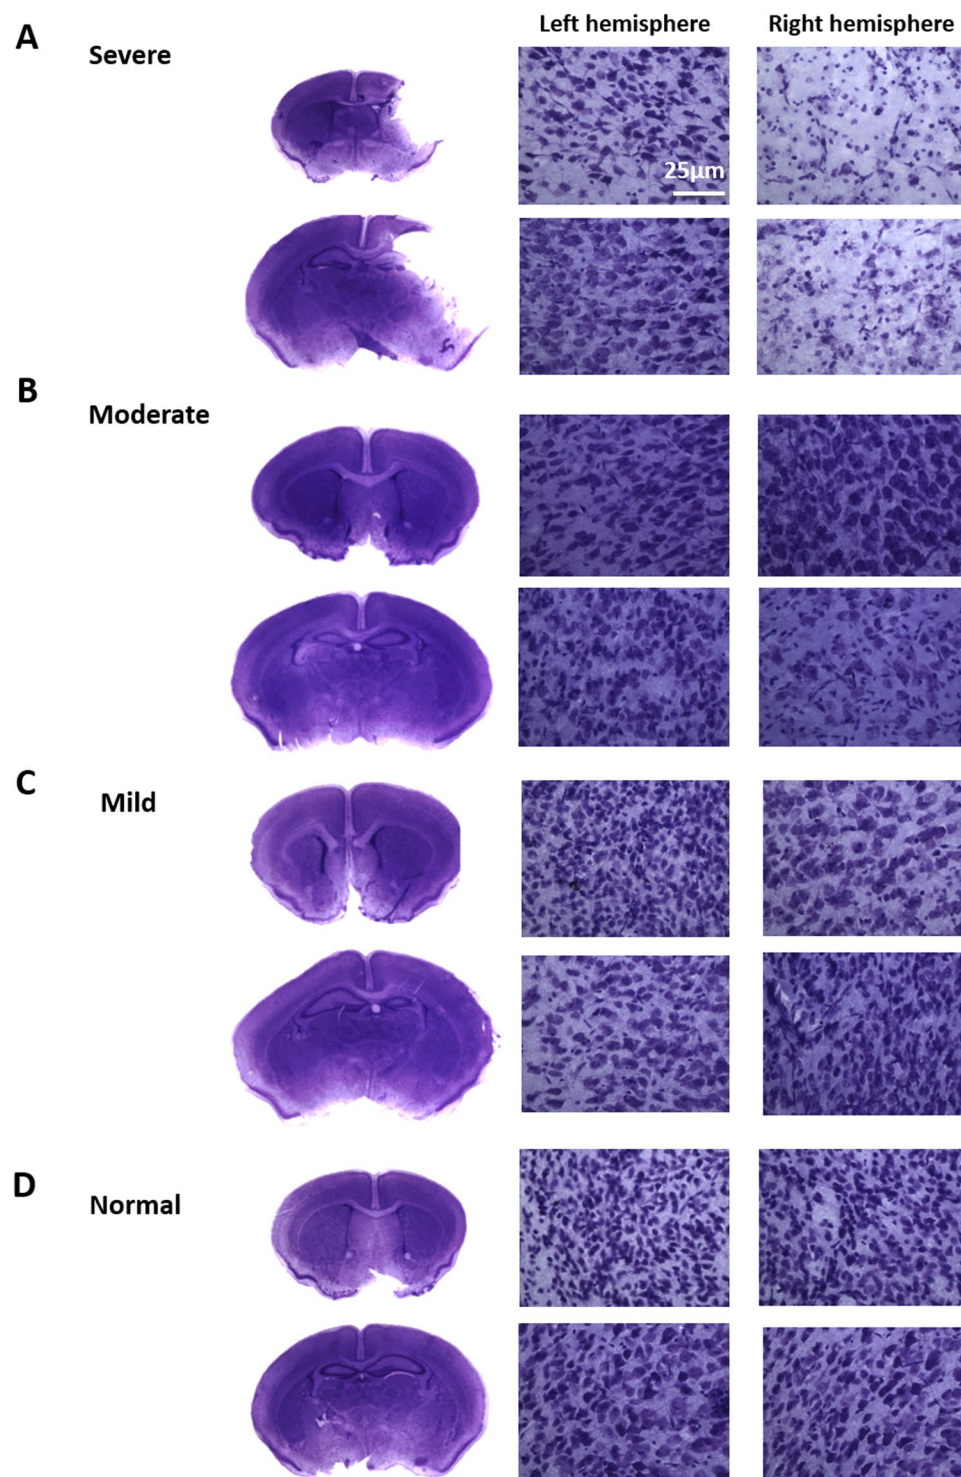 Left hemisphere Right hemisphere
A
Severe
25µm
B
Moderate
C
Mild
D
Normal